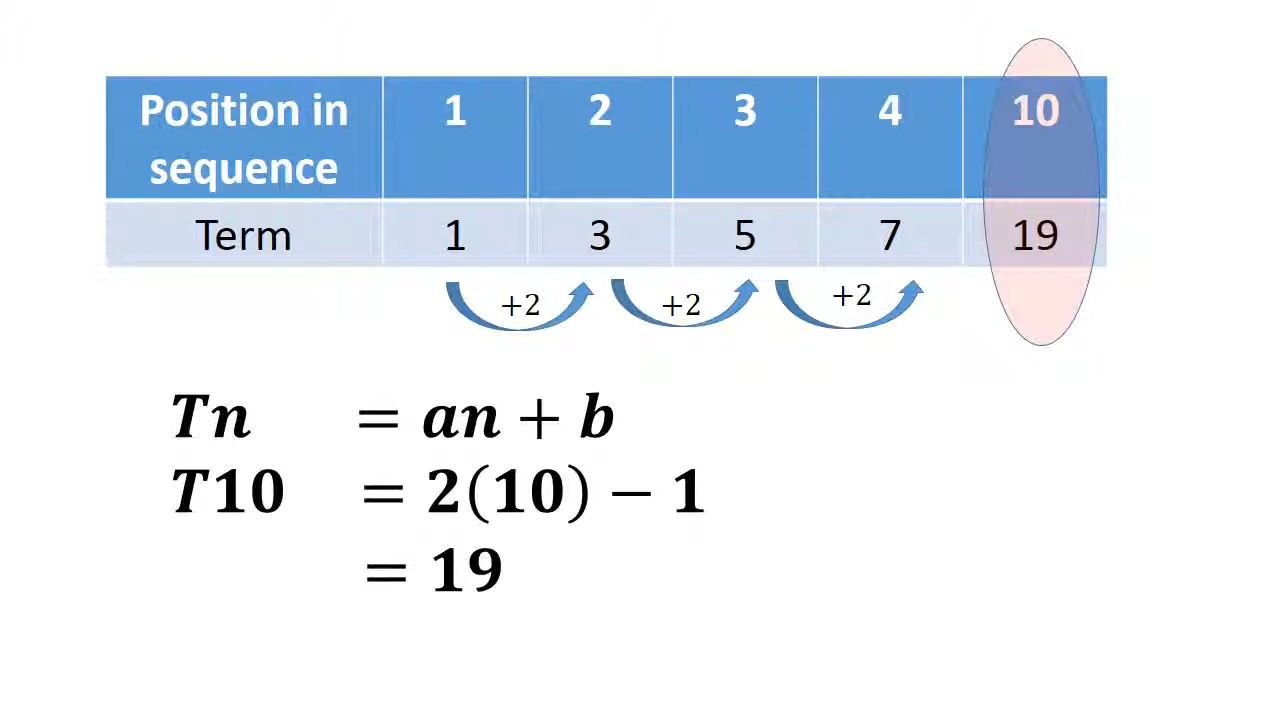 Position in sequence 1 2 3 4 10
Term 1 3 5 7 19
+2 +2 +2
Tn = an + b
T10 = 2(10) − 1
= 19